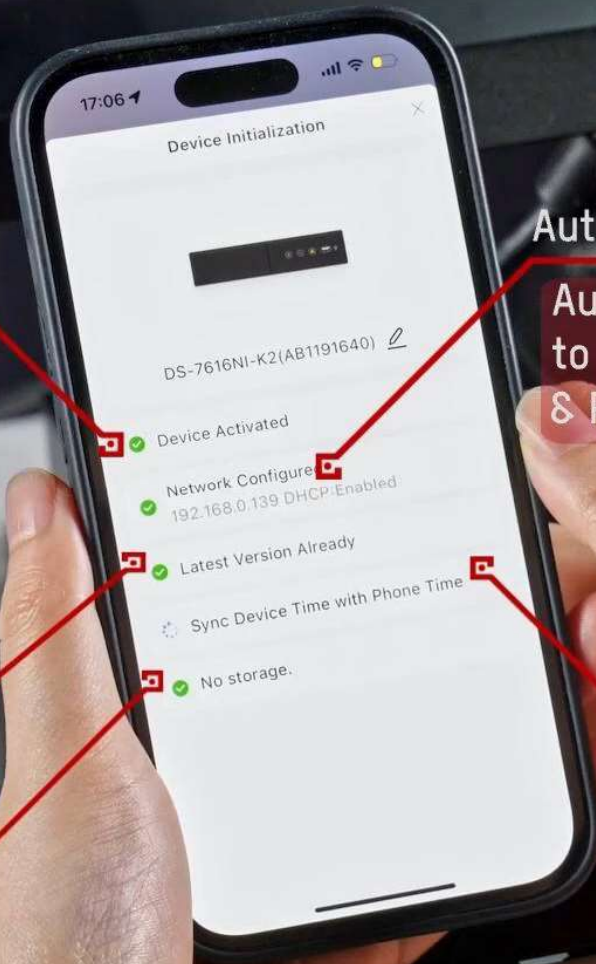 17:06
Device Initialization
Aut
Au
to
&
DS-7616NI-K2(AB1191640)
Device Activated
Network Configured
192.168.0.139 DHCP:Enabled
Latest Version Already
Sync Device Time with Phone Time
No storage.